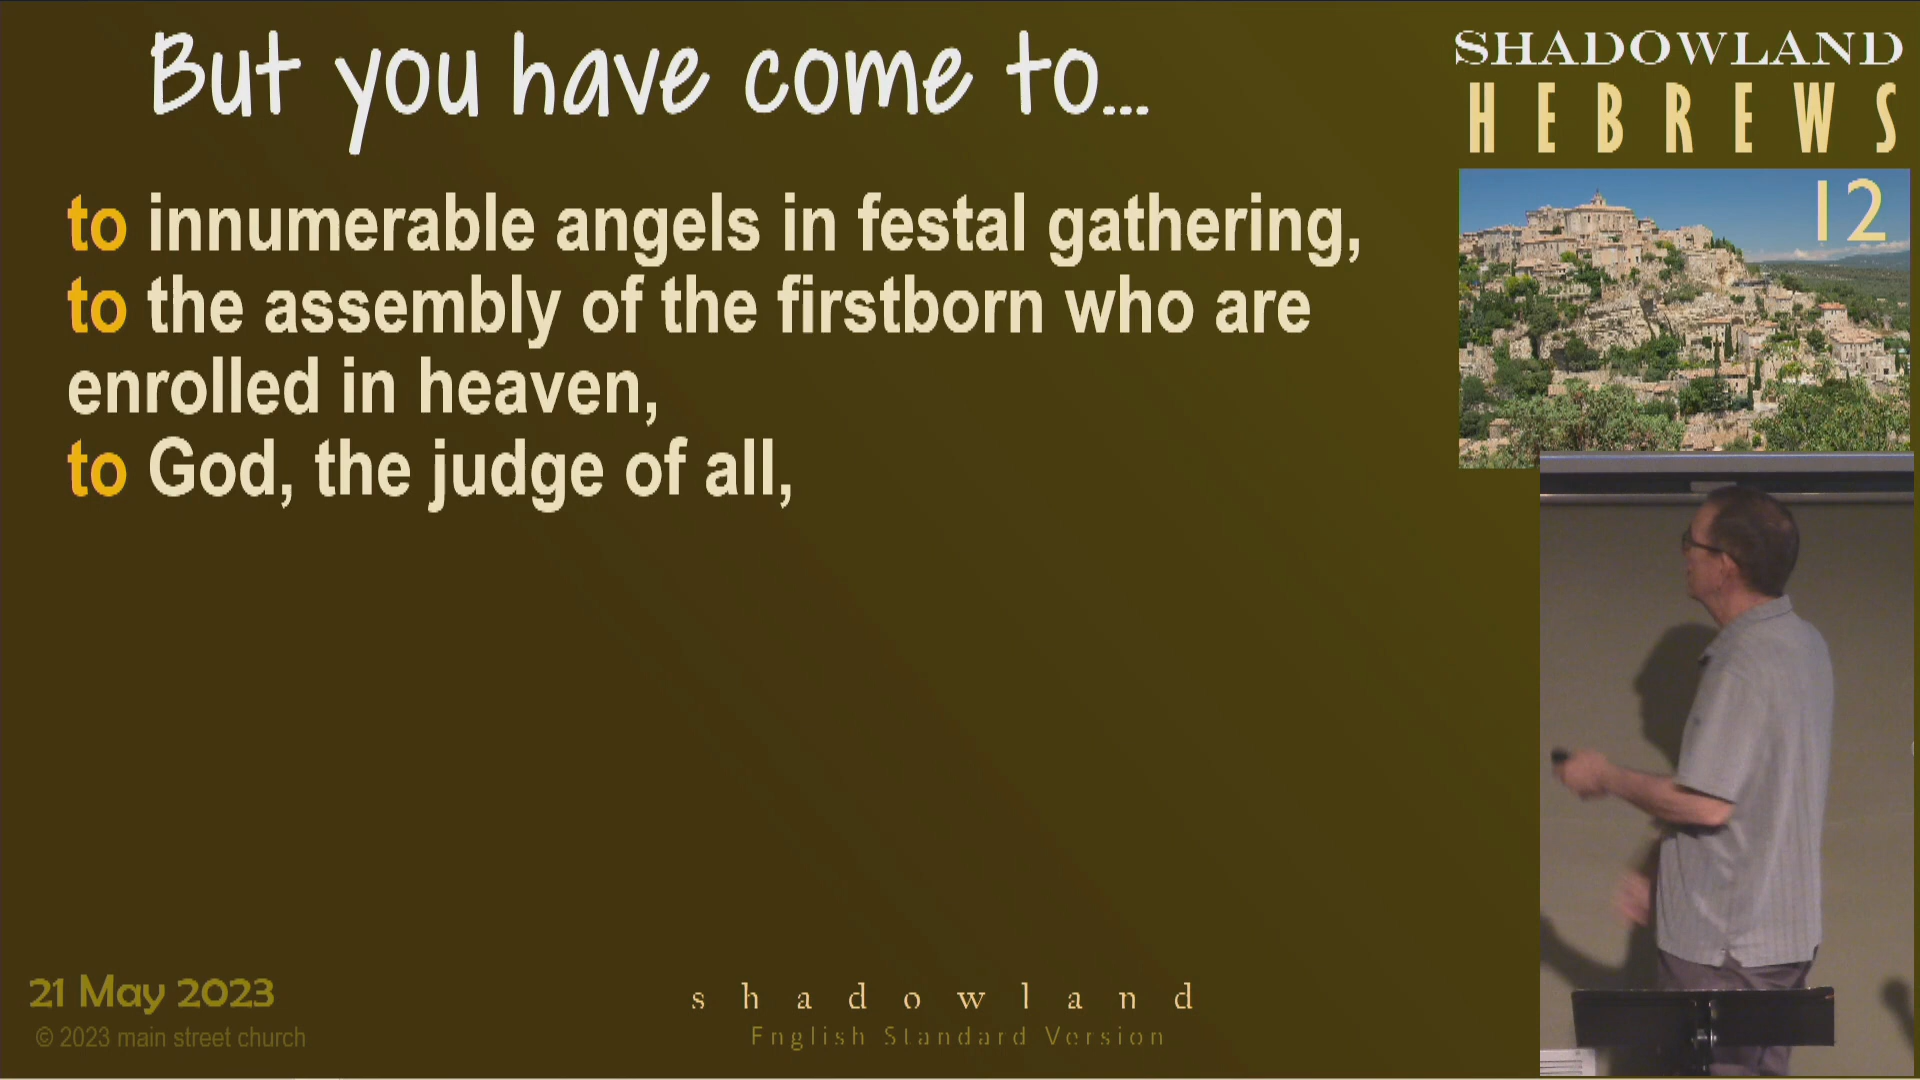 But you have come to...
to innumerable angels in festal gathering,
to the assembly of the firstborn who are
enrolled in heaven,
to God, the judge of all,
SHADOWLAND
HEBREWS
12
21 May 2023
© 2023 main street church
shadowland
English Standard Version